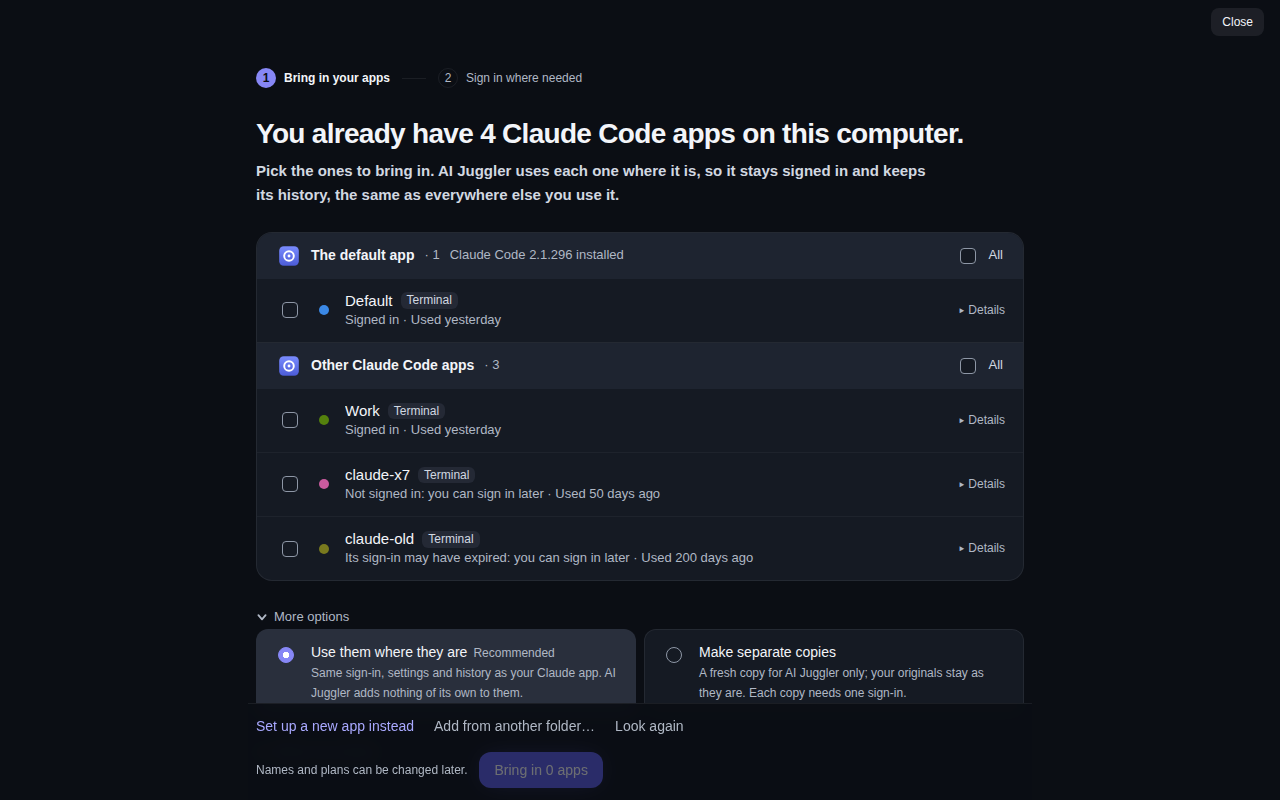 Close
1 Bring in your apps 2 Sign in where needed
You already have 4 Claude Code apps on this computer.
Pick the ones to bring in. AI Juggler uses each one where it is, so it stays signed in and keeps
its history, the same as everywhere else you use it.
The default app · 1 Claude Code 2.1.296 installed All
Default Terminal
Signed in · Used yesterday
▸ Details
Other Claude Code apps · 3 All
Work Terminal
Signed in · Used yesterday
▸ Details
claude-x7 Terminal
Not signed in: you can sign in later · Used 50 days ago
▸ Details
claude-old Terminal
Its sign-in may have expired: you can sign in later · Used 200 days ago
▸ Details
More options
Use them where they are Recommended
Same sign-in, settings and history as your Claude app. AI
Juggler adds nothing of its own to them.
Make separate copies
A fresh copy for AI Juggler only; your originals stay as
they are. Each copy needs one sign-in.
Set up a new app instead Add from another folder… Look again
Names and plans can be changed later. Bring in 0 apps